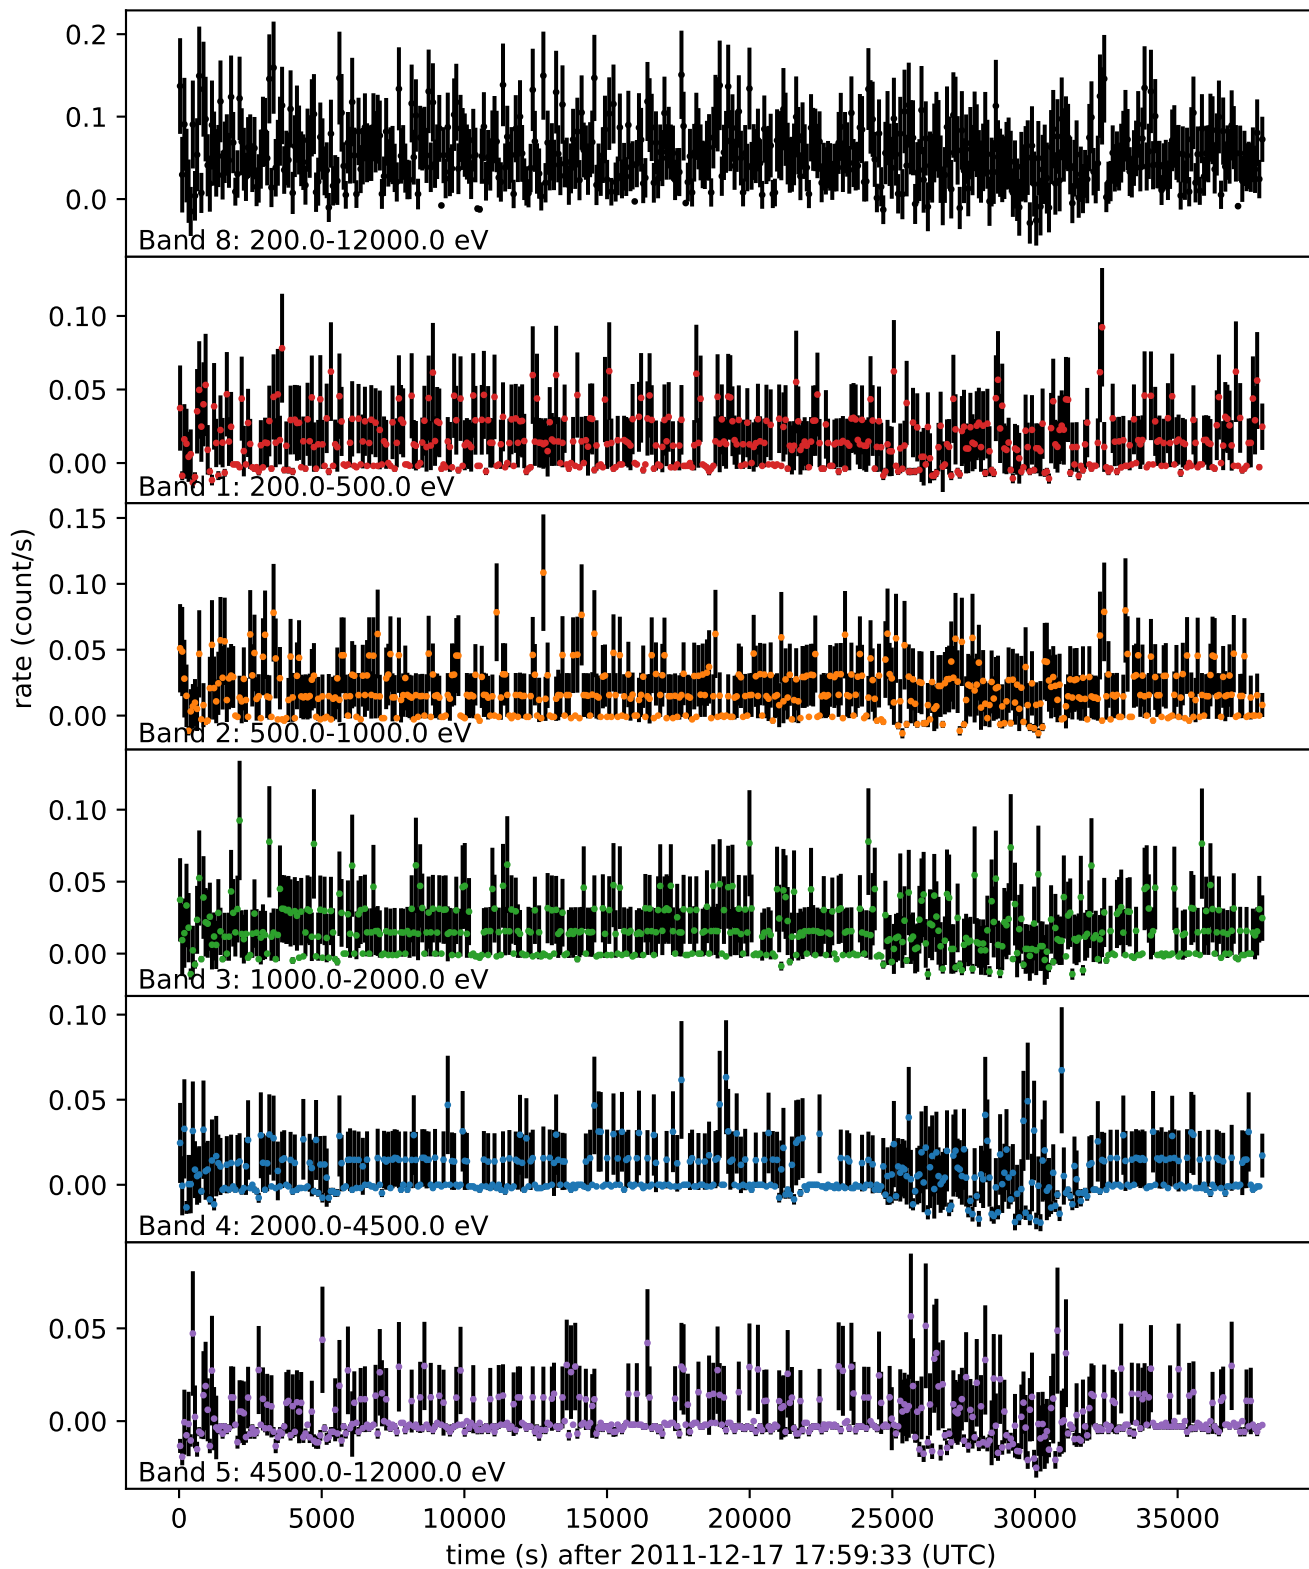 0.2
0.1
0.0
Band 8: 200.0-12000.0 eV
0.10
0.05
0.00
Band 1: 200.0-500.0 eV
0.15
0.10
0.05
0.00
Band 2: 500.0-1000.0 eV
rate (count/s)
0.10
0.05
0.00
Band 3: 1000.0-2000.0 eV
0.10
0.05
0.00
Band 4: 2000.0-4500.0 eV
0.05
0.00
Band 5: 4500.0-12000.0 eV
0 5000 10000 15000 20000 25000 30000 35000
time (s) after 2011-12-17 17:59:33 (UTC)